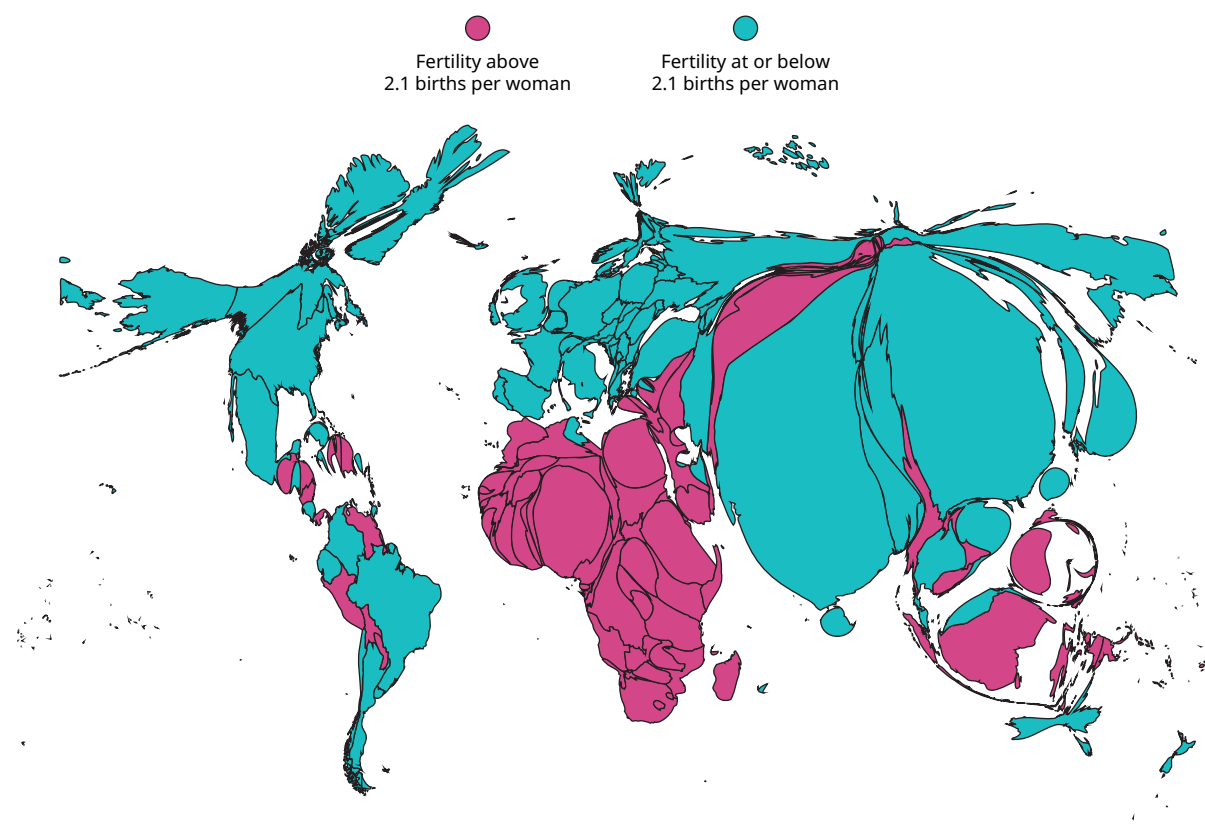 Fertility above
2.1 births per woman
Fertility at or below
2.1 births per woman